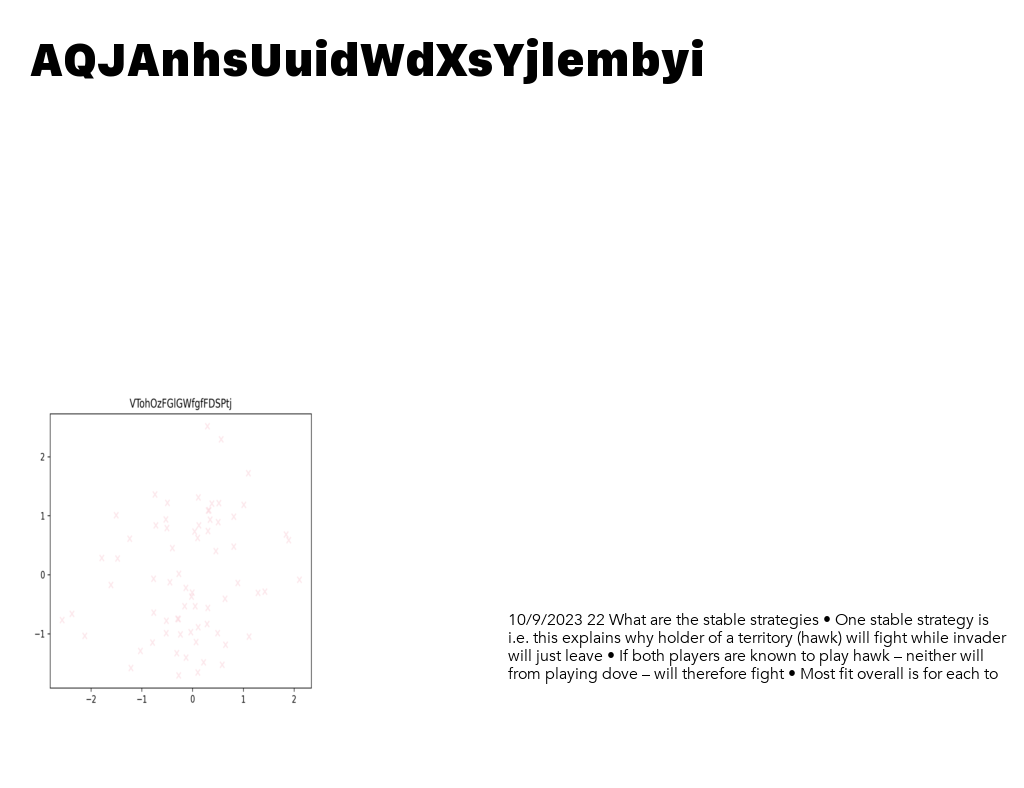 AQJAnhsUuidWdXsYjlembyi
VTohOzFGlGWfgfFDSPtj
2
1
0
−1
−2
−1
0
1
2
10/9/2023 22 What are the stable strategies • One stable strategy is
i.e. this explains why holder of a territory (hawk) will fight while invader
will just leave • If both players are known to play hawk – neither will
from playing dove – will therefore fight • Most fit overall is for each to